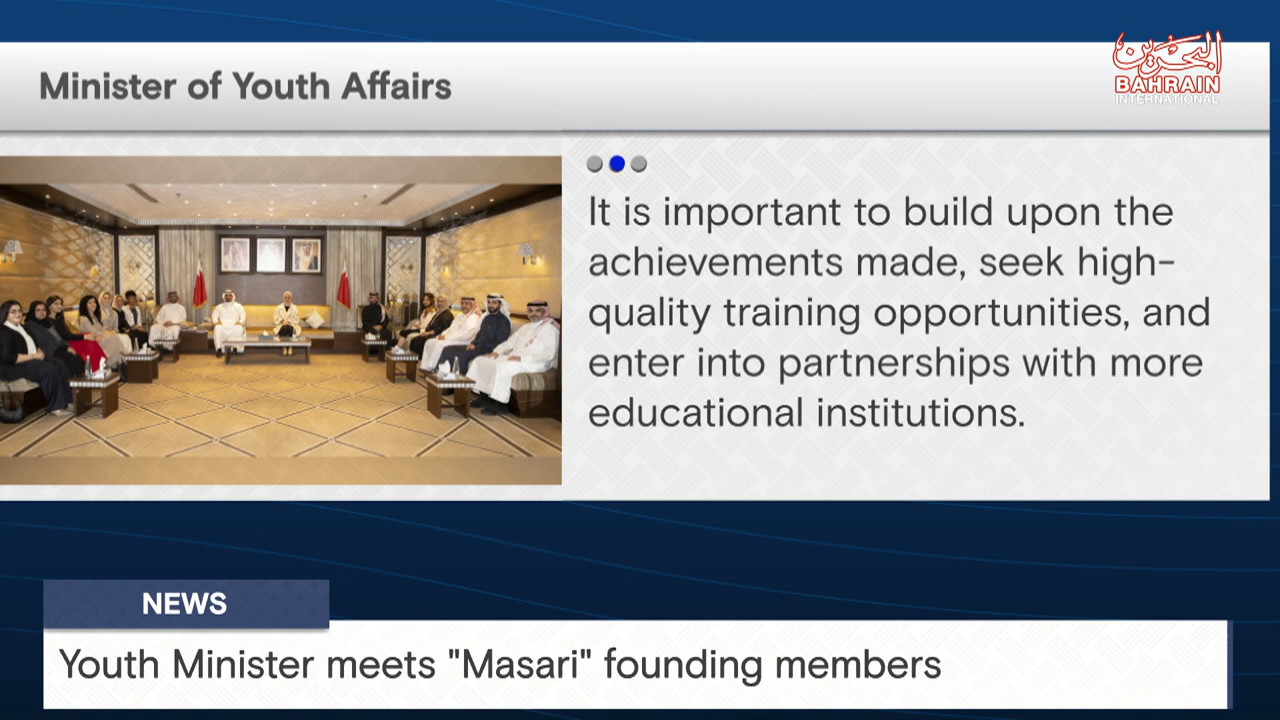 Minister of Youth Affairs
البحرين
BAHRAIN
INTERNATIONAL
It is important to build upon the
achievements made, seek high-
quality training opportunities, and
enter into partnerships with more
educational institutions.
NEWS
Youth Minister meets "Masari" founding members